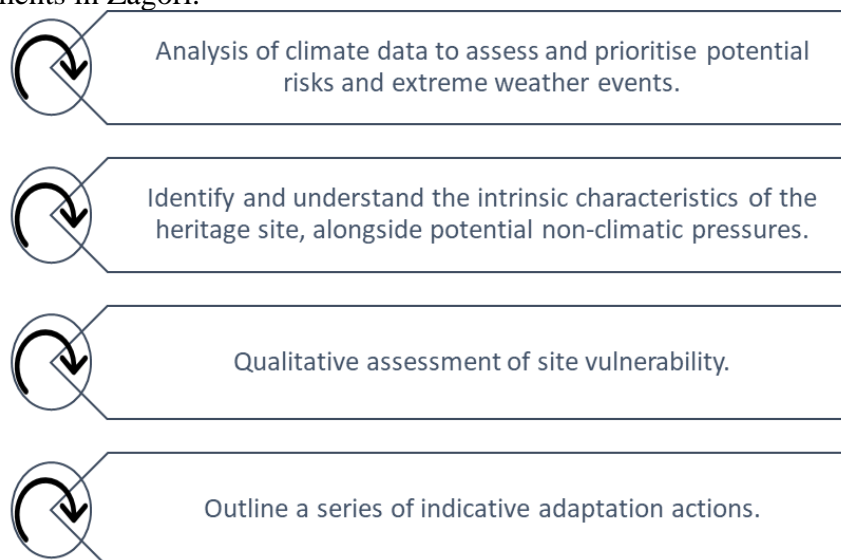 in Zagori.
Analysis of climate data to assess and prioritise potential
risks and extreme weather events.
Identify and understand the intrinsic characteristics of the
heritage site, alongside potential non-climatic pressures.
Qualitative assessment of site vulnerability.
Outline a series of indicative adaptation actions.